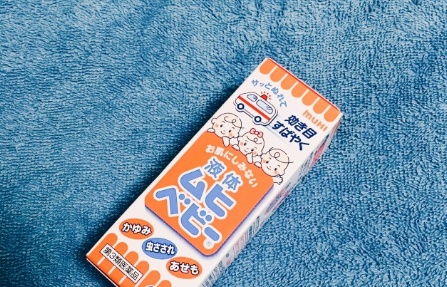 muhi
サッとぬれて
効き目
すばやく
お肌にしみない
液体
ムヒ
ベビー®
かゆみ
虫さされ
あせも
第3類医薬品